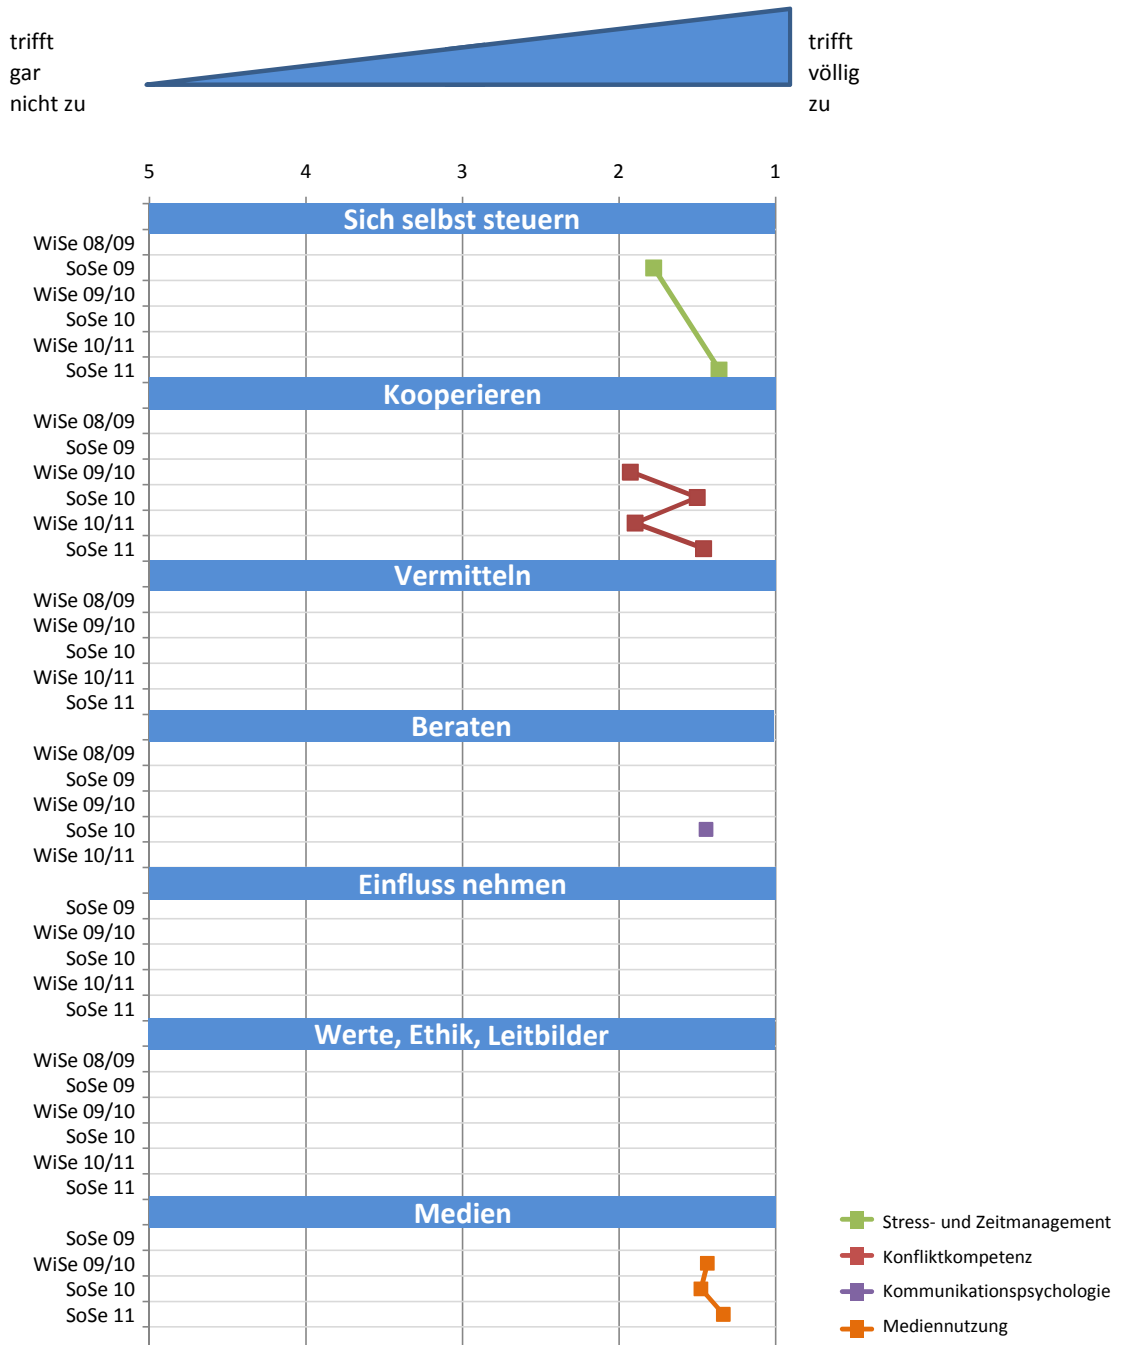 trifft
gar
nicht zu
trifft
völlig
zu
5 4 3 2 1
Sich selbst steuern
WiSe 08/09
SoSe 09
WiSe 09/10
SoSe 10
WiSe 10/11
SoSe 11
Kooperieren
WiSe 08/09
SoSe 09
WiSe 09/10
SoSe 10
WiSe 10/11
SoSe 11
Vermitteln
WiSe 08/09
WiSe 09/10
SoSe 10
WiSe 10/11
SoSe 11
Beraten
WiSe 08/09
SoSe 09
WiSe 09/10
SoSe 10
WiSe 10/11
Einfluss nehmen
SoSe 09
WiSe 09/10
SoSe 10
WiSe 10/11
SoSe 11
Werte, Ethik, Leitbilder
WiSe 08/09
SoSe 09
WiSe 09/10
SoSe 10
WiSe 10/11
SoSe 11
Medien
SoSe 09
WiSe 09/10
SoSe 10
SoSe 11
Stress- und Zeitmanagement
Konfliktkompetenz
Kommunikationspsychologie
Mediennutzung